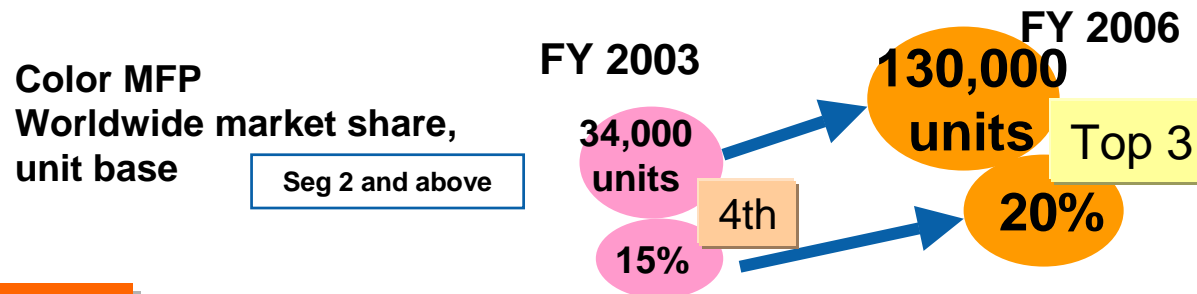 Color MFP
Worldwide market share,
unit base
Seg 2 and above
FY 2003
34,000
units
4th
15%
FY 2006
130,000
units
Top 3
20%